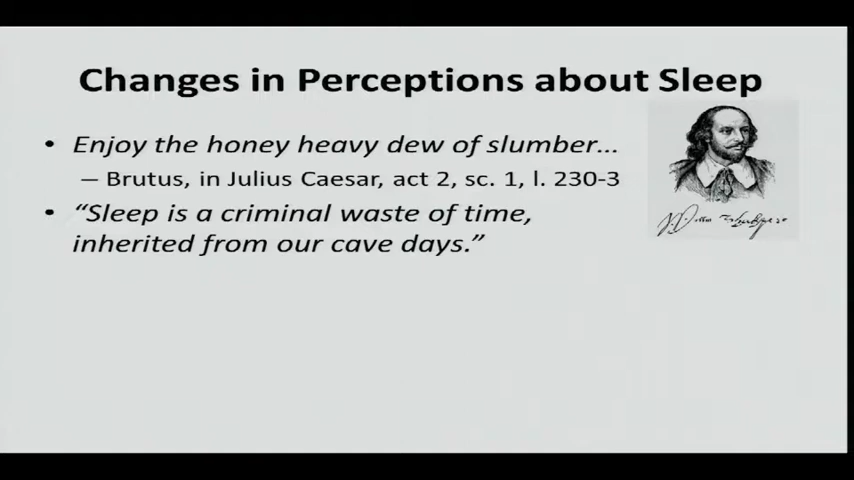 Changes in Perceptions about Sleep
• Enjoy the honey heavy dew of slumber...
– Brutus, in Julius Caesar, act 2, sc. 1, l. 230-3
• “Sleep is a criminal waste of time,
inherited from our cave days.”